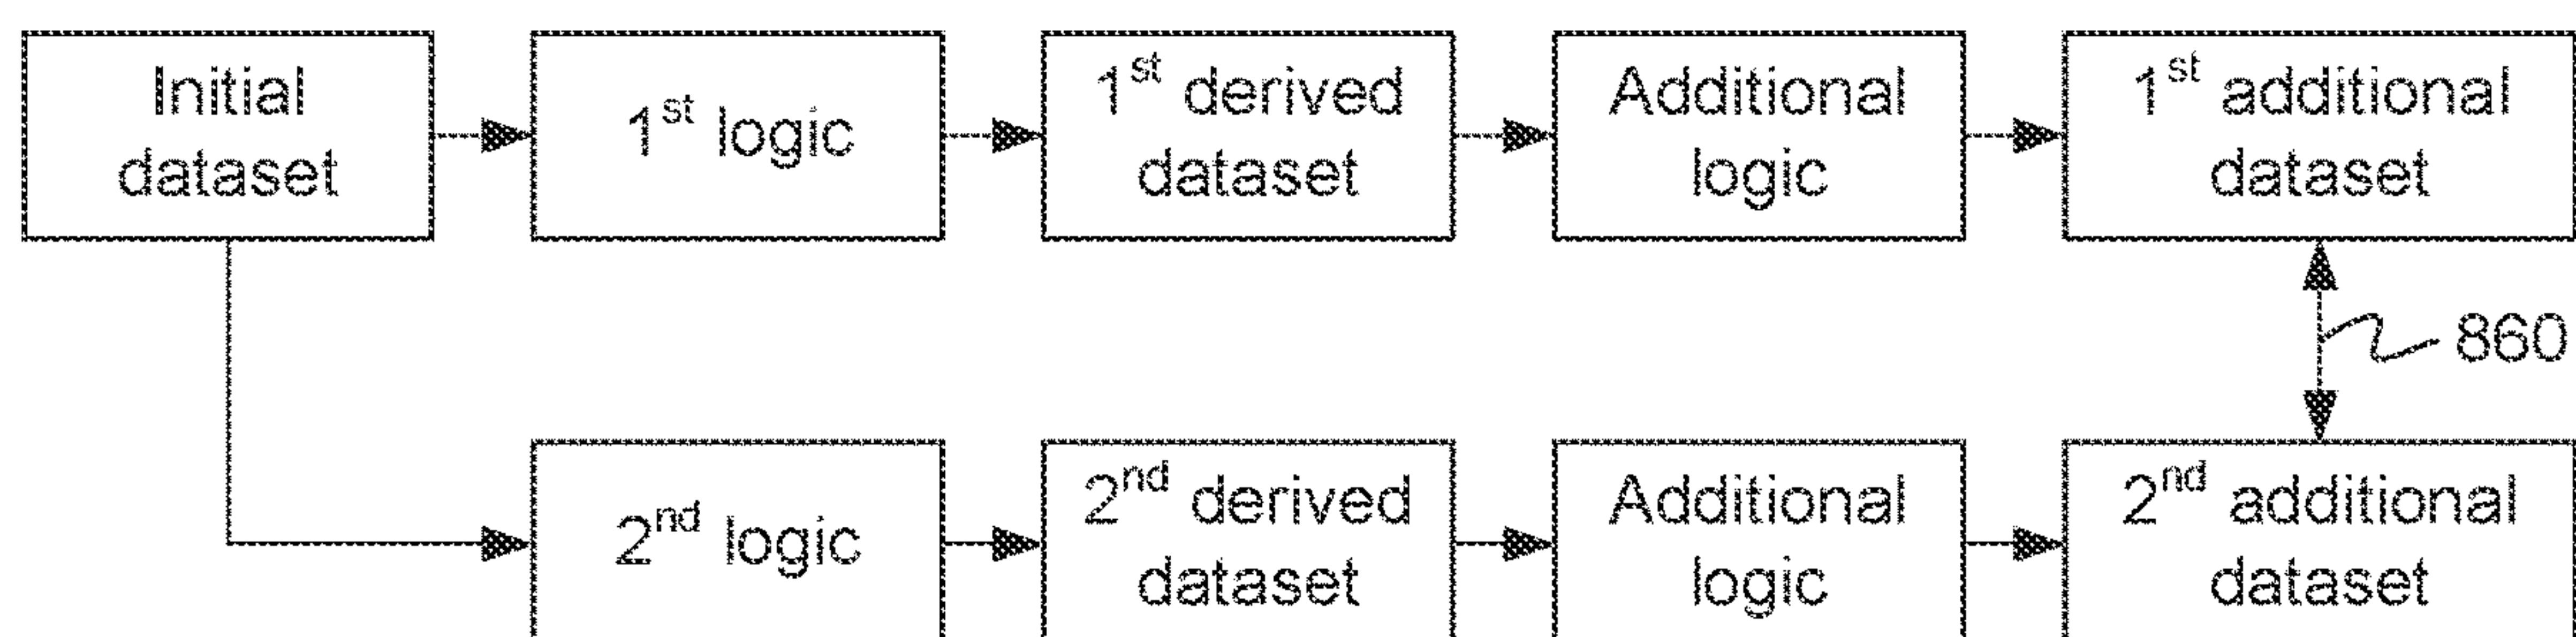 Initial
dataset
1st logic
1st derived
dataset
Additional
logic
1st additional
dataset
860
2nd logic
2nd derived
dataset
Additional
logic
2nd additional
dataset